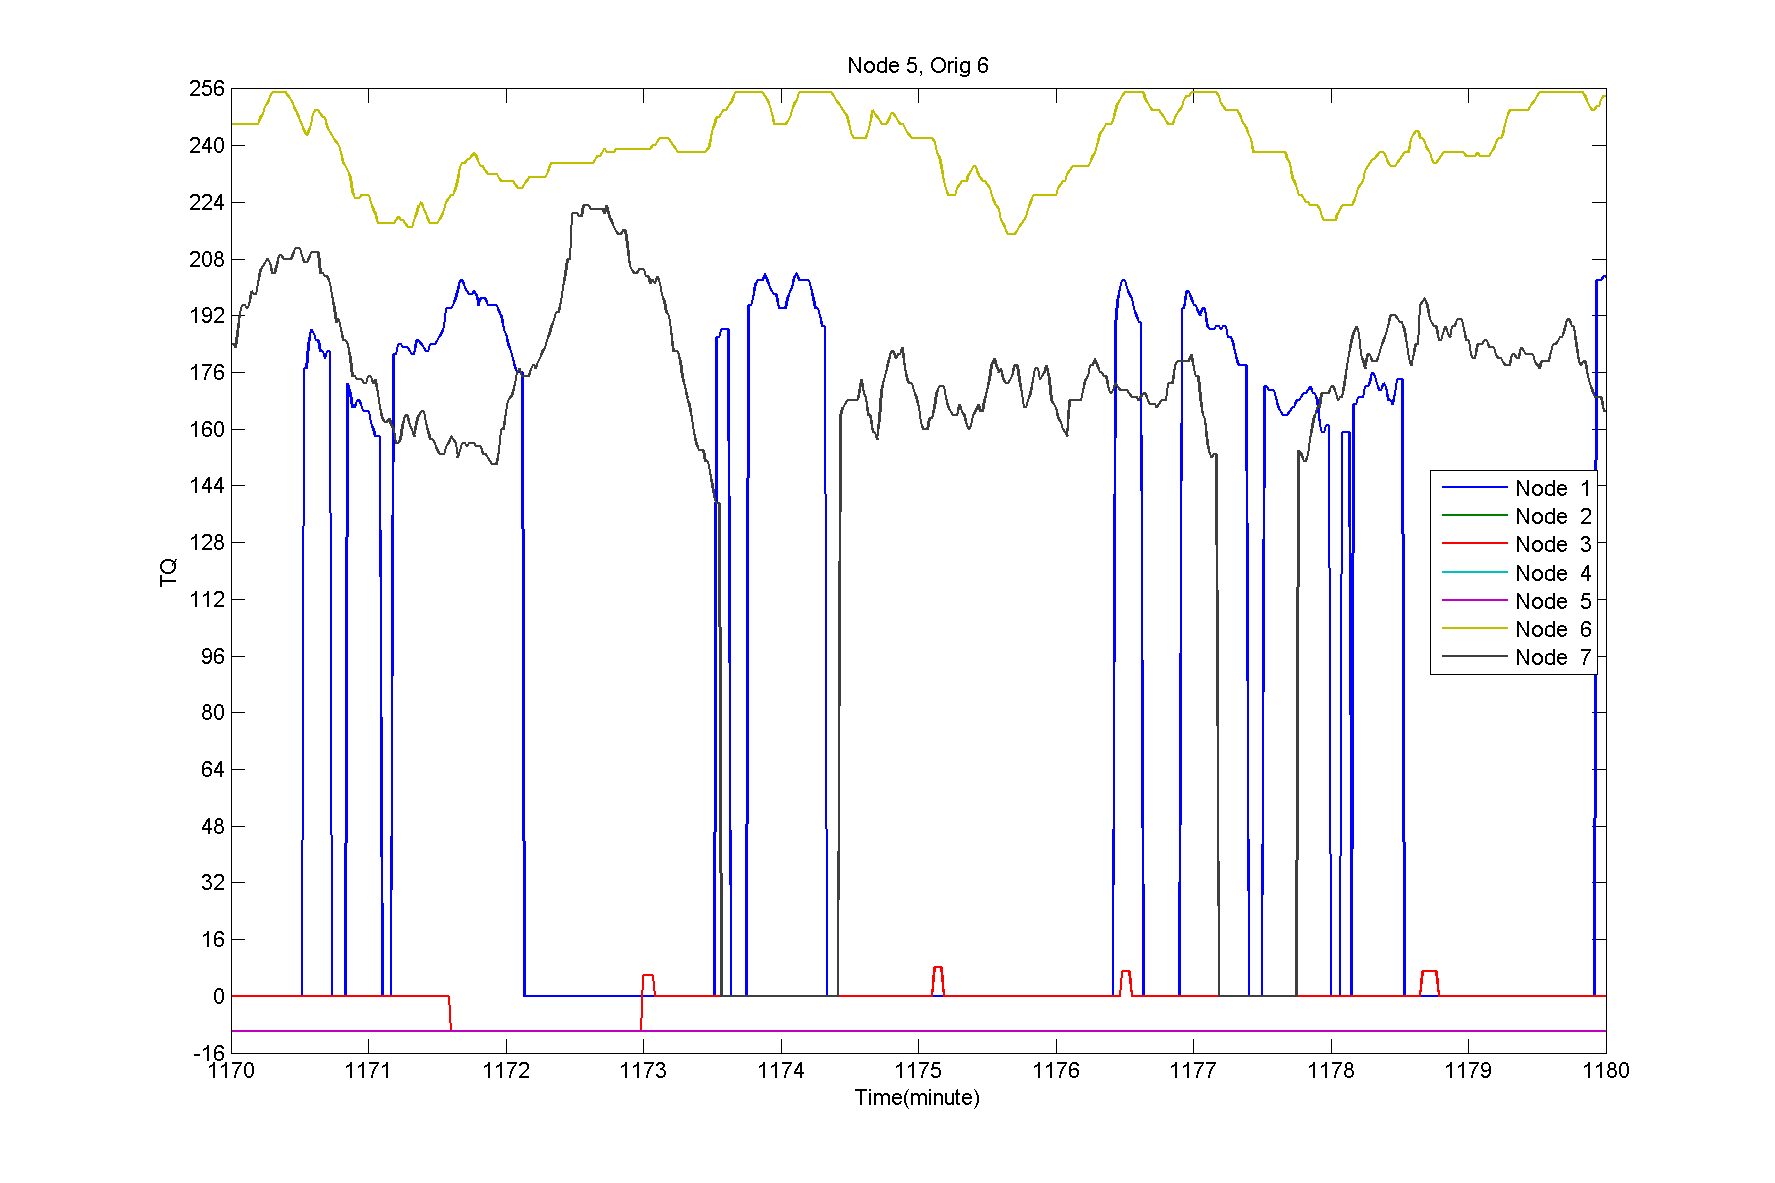 Node 5, Orig 6
256
240
224
208
192
176
160
144
128
112
96
80
64
48
32
16
0
-16
TQ
Node 1
Node 2
Node 3
Node 4
Node 5
Node 6
Node 7
1170 1171 1172 1173 1174 1175 1176 1177 1178 1179 1180
Time(minute)